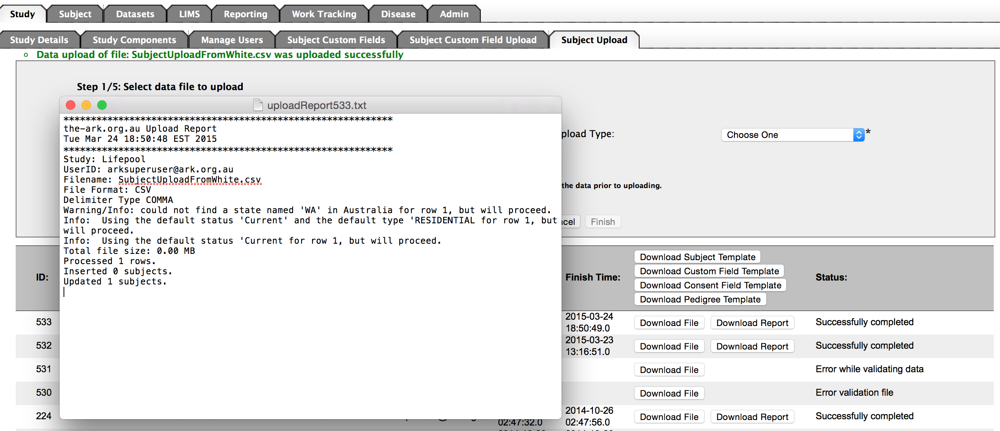 Study Subject Datasets LIMS Reporting Work Tracking Disease Admin
Study Details Study Components Manage Users Subject Custom Fields Subject Custom Field Upload Subject Upload
Data upload of file: SubjectUploadFromWhite.csv was uploaded successfully
Step 1/5: Select data file to upload
uploadReport533.txt
************************************************************
the-ark.org.au Upload Report
Tue Mar 24 18:50:48 EST 2015
************************************************************
Study: Lifepool
UserID: arksuperuser@ark.org.au
Filename: SubjectUploadFromWhite.csv
File Format: CSV
Delimiter Type COMMA
Warning/Info: could not find a state named 'WA' in Australia for row 1, but will proceed.
Info:  Using the default status 'Current' and the default type 'RESIDENTIAL for row 1, but
will proceed.
Info:  Using the default status 'Current for row 1, but will proceed.
Total file size: 0.00 MB
Processed 1 rows.
Inserted 0 subjects.
Updated 1 subjects.
pload Type: Choose One *
the data prior to uploading.
cel Finish
ID: Finish Time: Status:
Download Subject Template
Download Custom Field Template
Download Consent Field Template
Download Pedigree Template
533 2015-03-24 18:50:49.0 Download File Download Report Successfully completed
532 2015-03-23 13:16:51.0 Download File Download Report Successfully completed
531 Download File Error while validating data
530 Download File Error validation file
224 02:47:32.0 2014-10-26 02:47:56.0 Download File Download Report Successfully completed